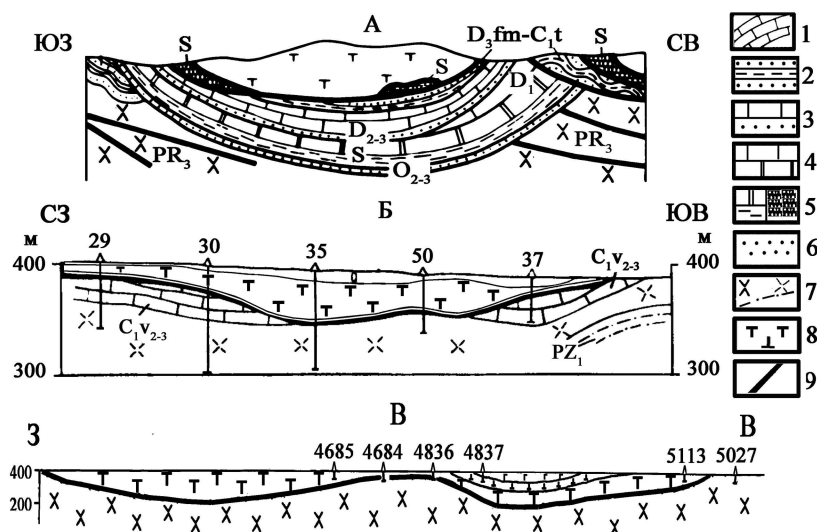 А
ЮЗ
S
D₃fm-C₁t
S
СВ
S
D₁
D₂₋₃
S
O₂₋₃
PR₃
PR₃
Б
СЗ
ЮВ
м
29
30
35
50
37
C₁v₂₋₃
м
400
400
Q
C₁v₂₋₃
PZ₁
300
300
В
З
В
4685
4684
4836
4837
5113
5027
400
400
200
200
1
2
3
4
5
6
7
8
9